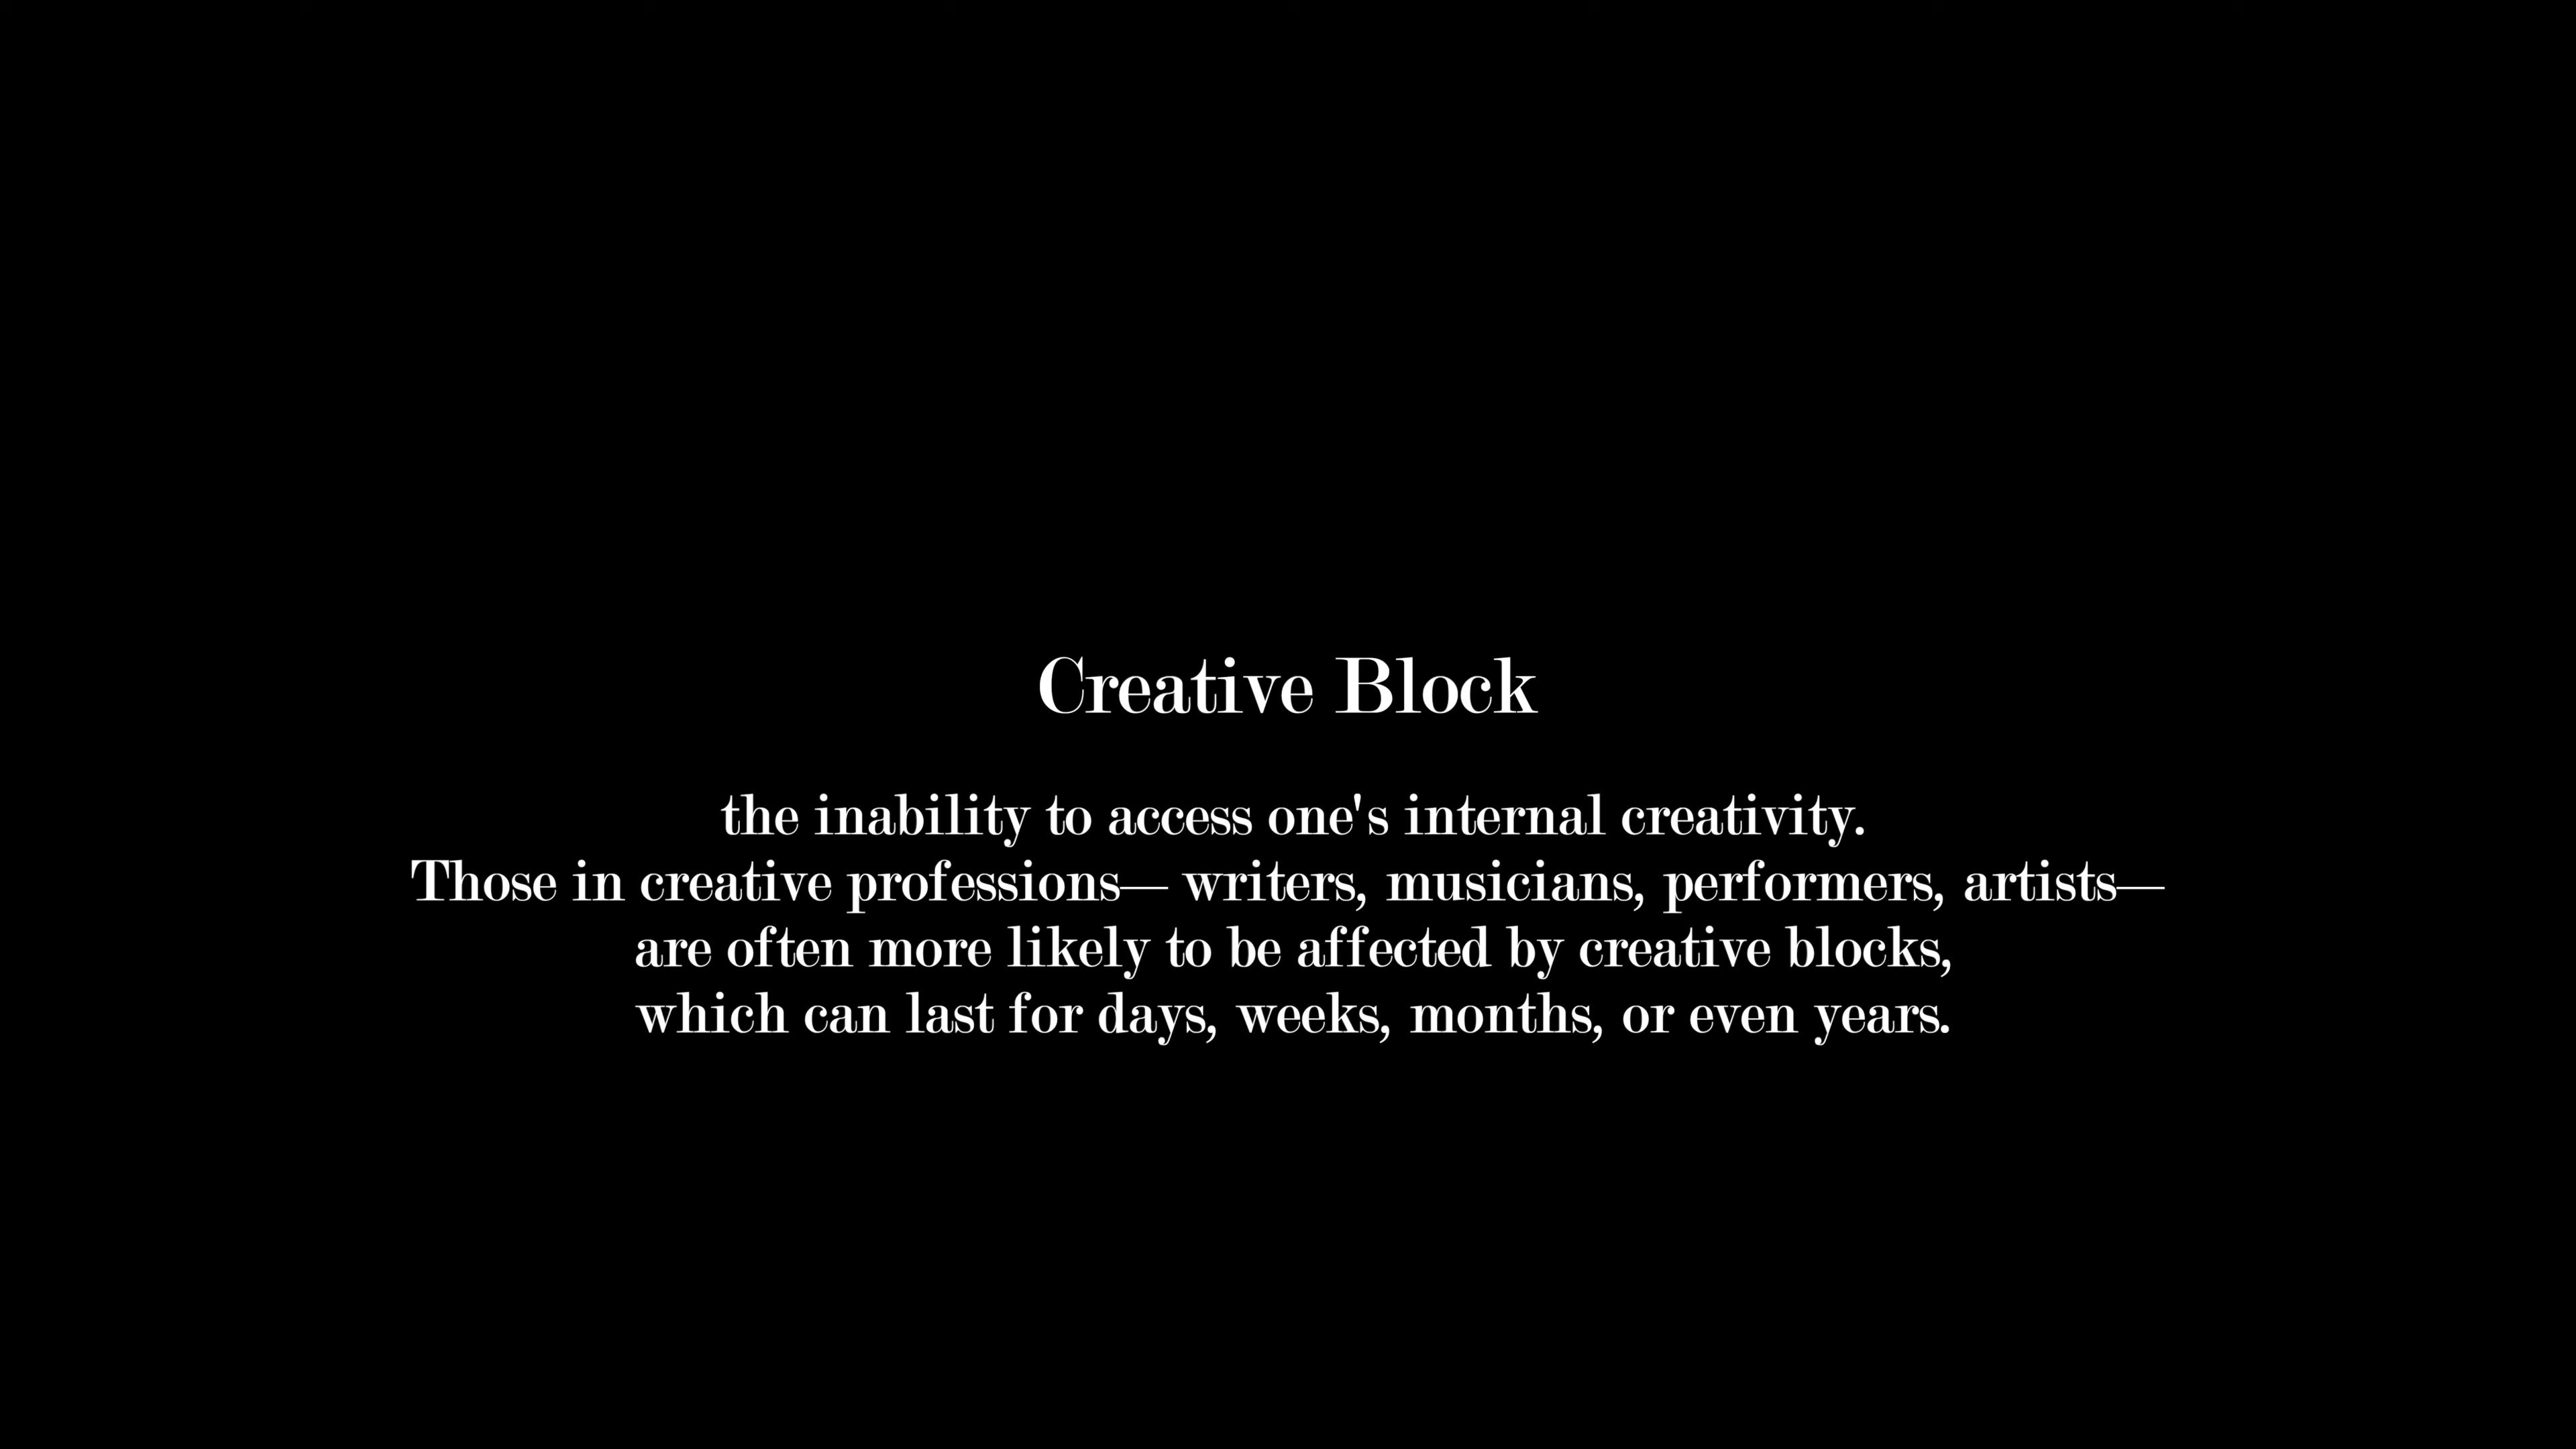 Creative Block
the inability to access one's internal creativity.
Those in creative professions— writers, musicians, performers, artists—
are often more likely to be affected by creative blocks,
which can last for days, weeks, months, or even years.